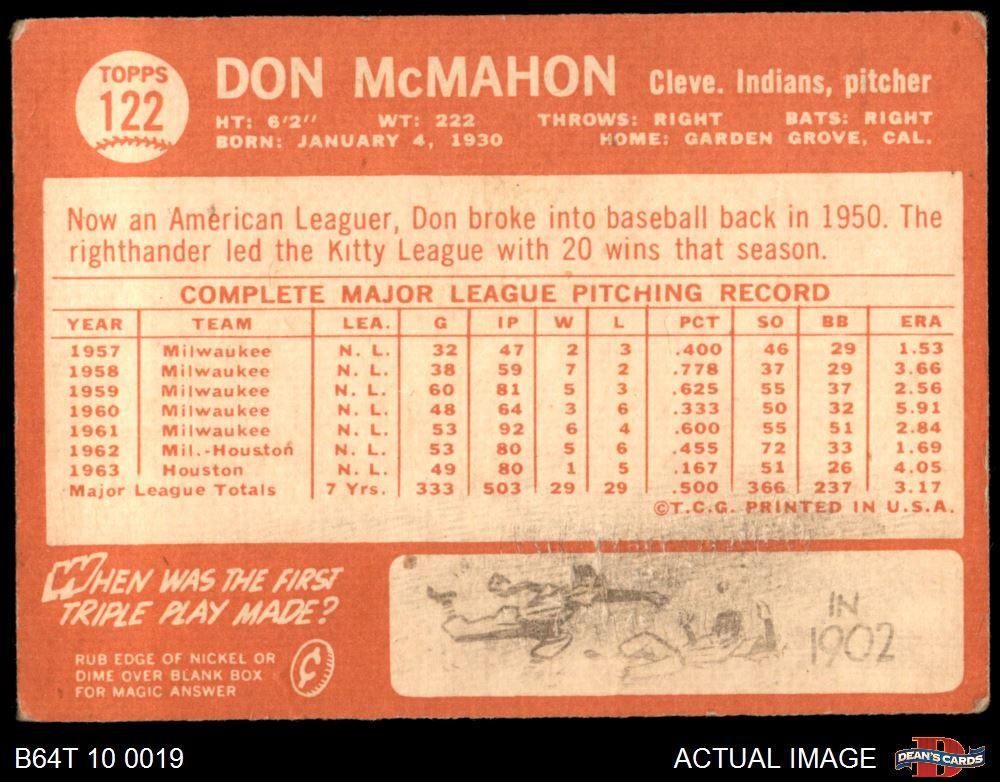 TOPPS
122
DON McMAHON Cleve. Indians, pitcher
HT: 6'2" WT: 222 THROWS: RIGHT BATS: RIGHT
BORN: JANUARY 4, 1930 HOME: GARDEN GROVE, CAL.
Now an American Leaguer, Don broke into baseball back in 1950. The
righthander led the Kitty League with 20 wins that season.
COMPLETE MAJOR LEAGUE PITCHING RECORD
YEAR TEAM LEA. G IP W L PCT SO BB ERA
1957 Milwaukee N. L. 32 47 2 3 .400 46 29 1.53
1958 Milwaukee N. L. 38 59 7 2 .778 37 29 3.66
1959 Milwaukee N. L. 60 81 5 3 .625 55 37 2.56
1960 Milwaukee N. L. 48 64 3 6 .333 50 32 5.91
1961 Milwaukee N. L. 53 92 6 4 .600 55 51 2.84
1962 Mil.-Houston N. L. 53 80 5 6 .455 72 33 1.69
1963 Houston N. L. 49 80 1 5 .167 51 26 4.05
Major League Totals 7 Yrs. 333 503 29 29 .500 366 237 3.17
©T.C.G. PRINTED IN U.S.A.
WHEN WAS THE FIRST
TRIPLE PLAY MADE?
RUB EDGE OF NICKEL OR
DIME OVER BLANK BOX
FOR MAGIC ANSWER
IN
1902
B64T 10 0019 ACTUAL IMAGE DEAN'S CARDS